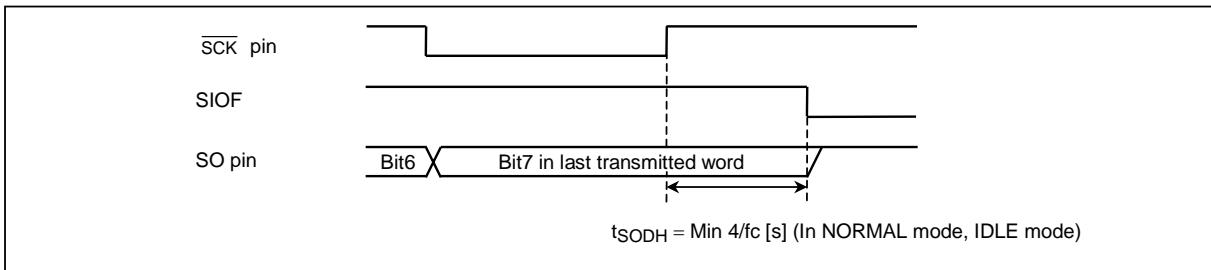 SCK pin
SIOF
SO pin
Bit6 Bit7 in last transmitted word
tSODH = Min 4/fc [s] (In NORMAL mode, IDLE mode)